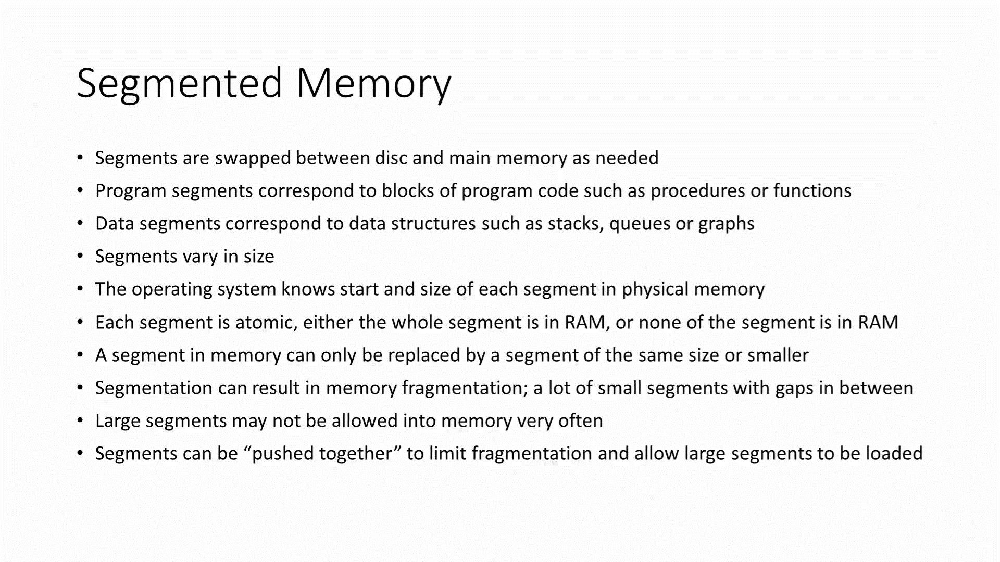 Segmented Memory
• Segments are swapped between disc and main memory as needed
• Program segments correspond to blocks of program code such as procedures or functions
• Data segments correspond to data structures such as stacks, queues or graphs
• Segments vary in size
• The operating system knows start and size of each segment in physical memory
• Each segment is atomic, either the whole segment is in RAM, or none of the segment is in RAM
• A segment in memory can only be replaced by a segment of the same size or smaller
• Segmentation can result in memory fragmentation; a lot of small segments with gaps in between
• Large segments may not be allowed into memory very often
• Segments can be “pushed together” to limit fragmentation and allow large segments to be loaded